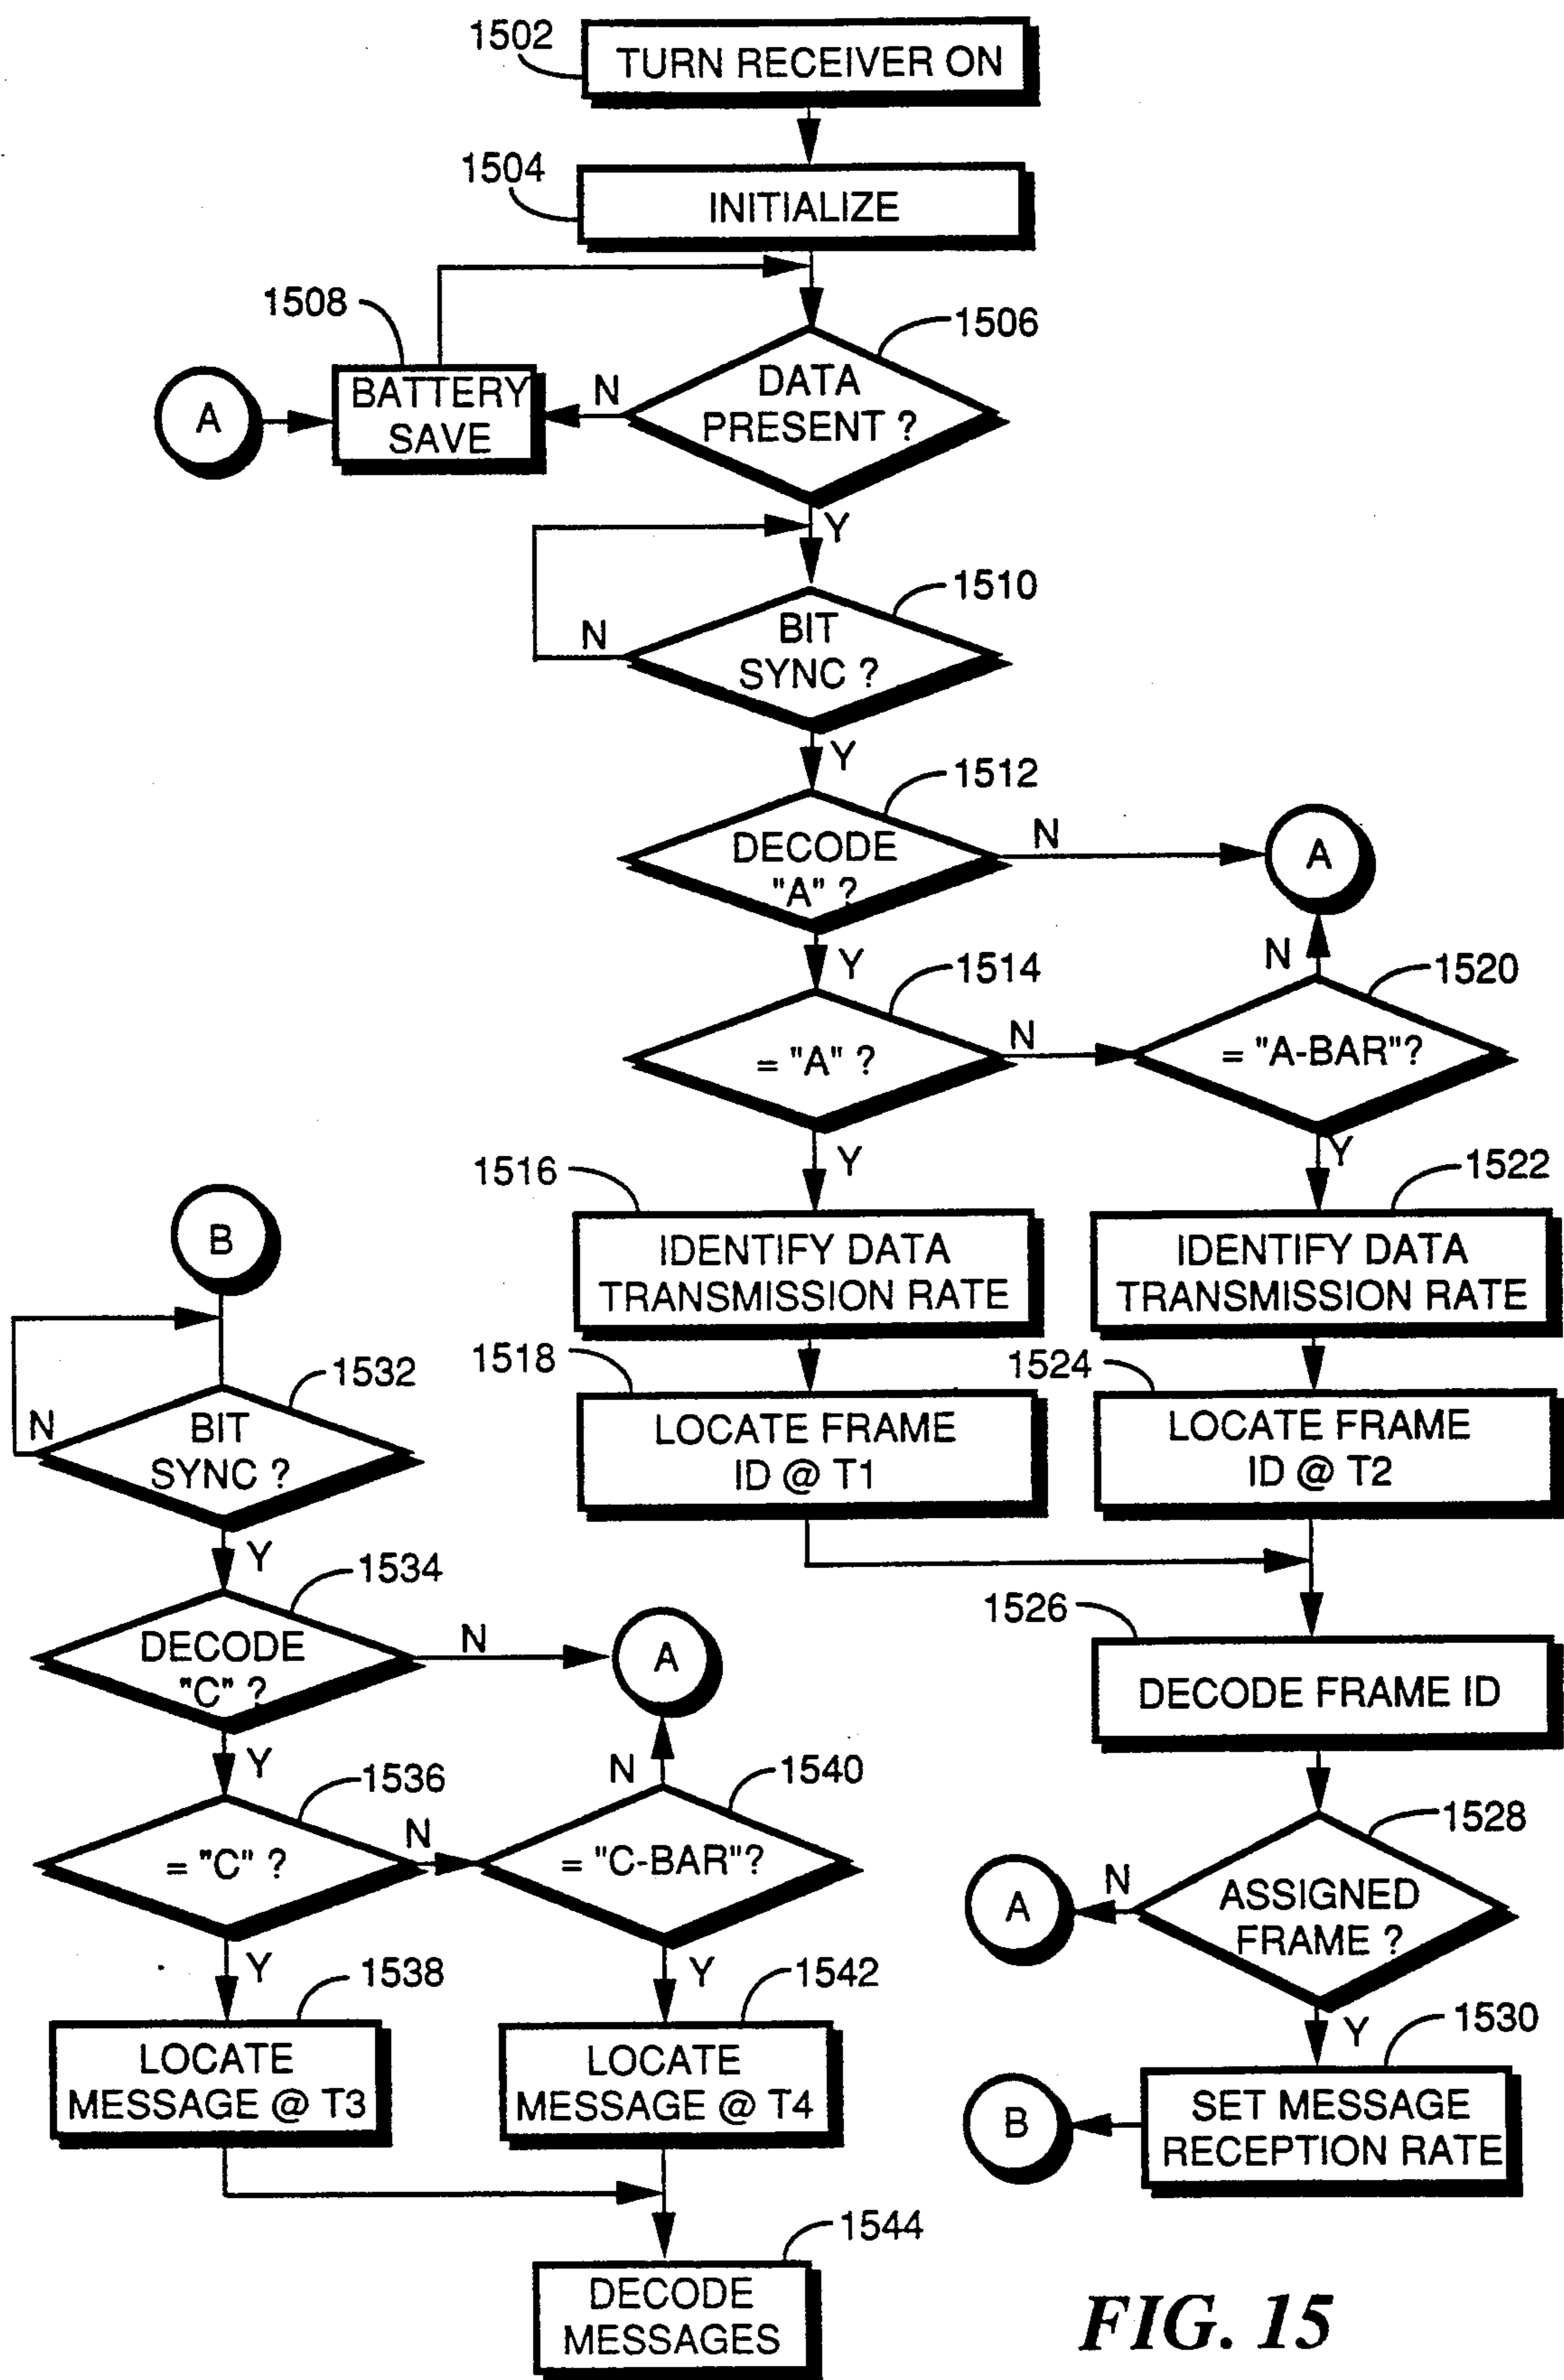 1502
TURN RECEIVER ON
1504
INITIALIZE
1508
1506
A
BATTERY
SAVE
N
DATA
PRESENT ?
Y
1510
N
BIT
SYNC ?
Y
1512
DECODE
"A" ?
N
A
Y
1514
N
1520
= "A" ?
N
= "A-BAR"?
Y
Y
1516
1522
IDENTIFY DATA
TRANSMISSION RATE
IDENTIFY DATA
TRANSMISSION RATE
1518
1524
LOCATE FRAME
ID @ T1
LOCATE FRAME
ID @ T2
1526
DECODE FRAME ID
1528
A
N
ASSIGNED
FRAME ?
Y
1530
B
SET MESSAGE
RECEPTION RATE
B
1532
N
BIT
SYNC ?
Y
1534
DECODE
"C" ?
N
A
Y
1536
N
1540
= "C" ?
N
= "C-BAR"?
Y
1538
Y
1542
LOCATE
MESSAGE @ T3
LOCATE
MESSAGE @ T4
1544
DECODE
MESSAGES
FIG. 15